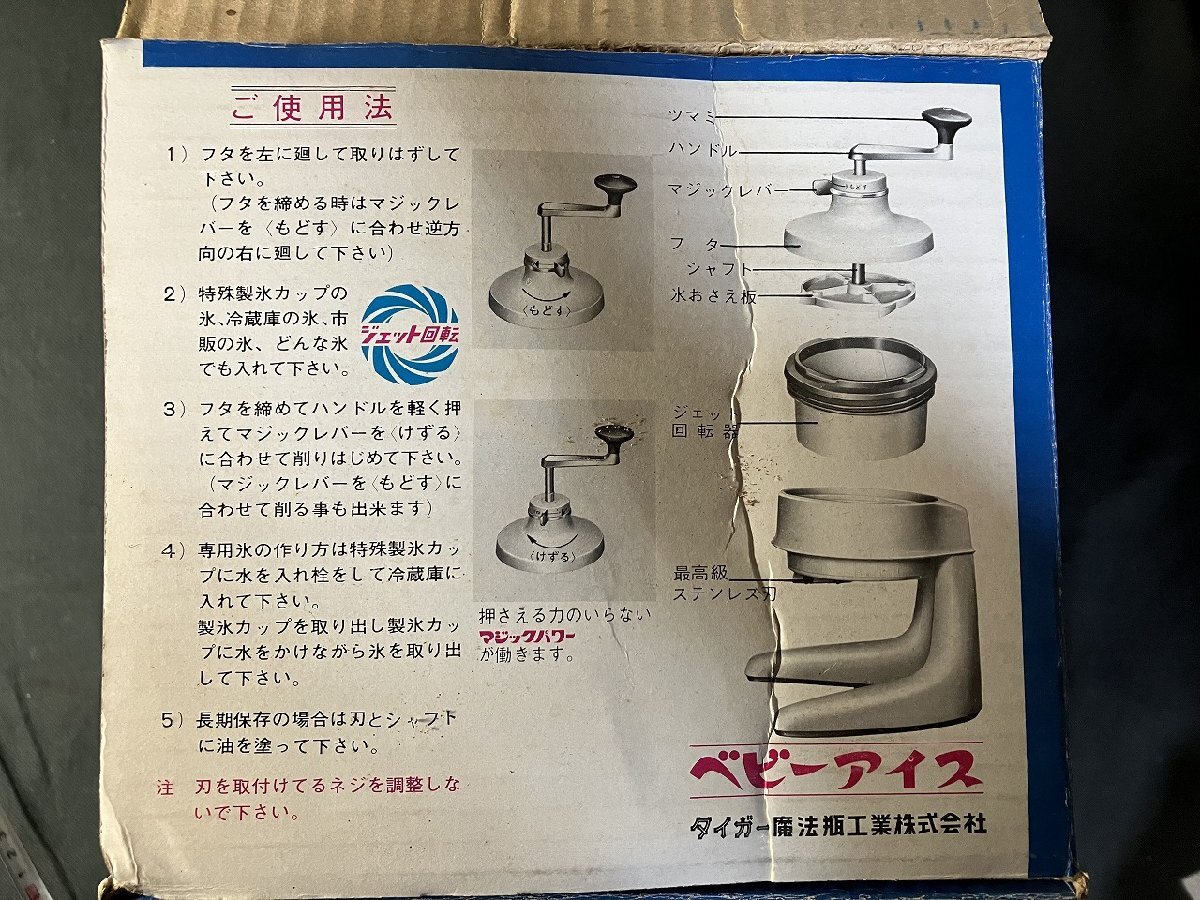 ご使用法
1) フタを左に廻して取りはずして
下さい。
(フタを締める時はマジックレ
バーを〈もどす〉に合わせ逆方
向の右に廻して下さい)
2) 特殊製氷カップの
氷、冷蔵庫の氷、市
販の氷、どんな氷
でも入れて下さい。
ジェット回転
3) フタを締めてハンドルを軽く押
えてマジックレバーを〈けずる〉
に合わせて削りはじめて下さい。
(マジックレバーを〈もどす〉に
合わせて削る事も出来ます)
4) 専用氷の作り方は特殊製氷カッ
プに水を入れ栓をして冷蔵庫に
入れて下さい。
製氷カップを取り出し製氷カッ
プに水をかけながら氷を取り出
して下さい。
5) 長期保存の場合は刃とシャフト
に油を塗って下さい。
注 刃を取付けてるネジを調整しな
いで下さい。
〈もどす〉
〈けずる〉
押さえる力のいらない
マジックパワー
が働きます。
ツマミ
ハンドル
マジックレバー
もどす
フタ
シャフト
氷おさえ板
ジェット
回転器
最高級
ステンレス刃
ベビーアイス
タイガー魔法瓶工業株式会社